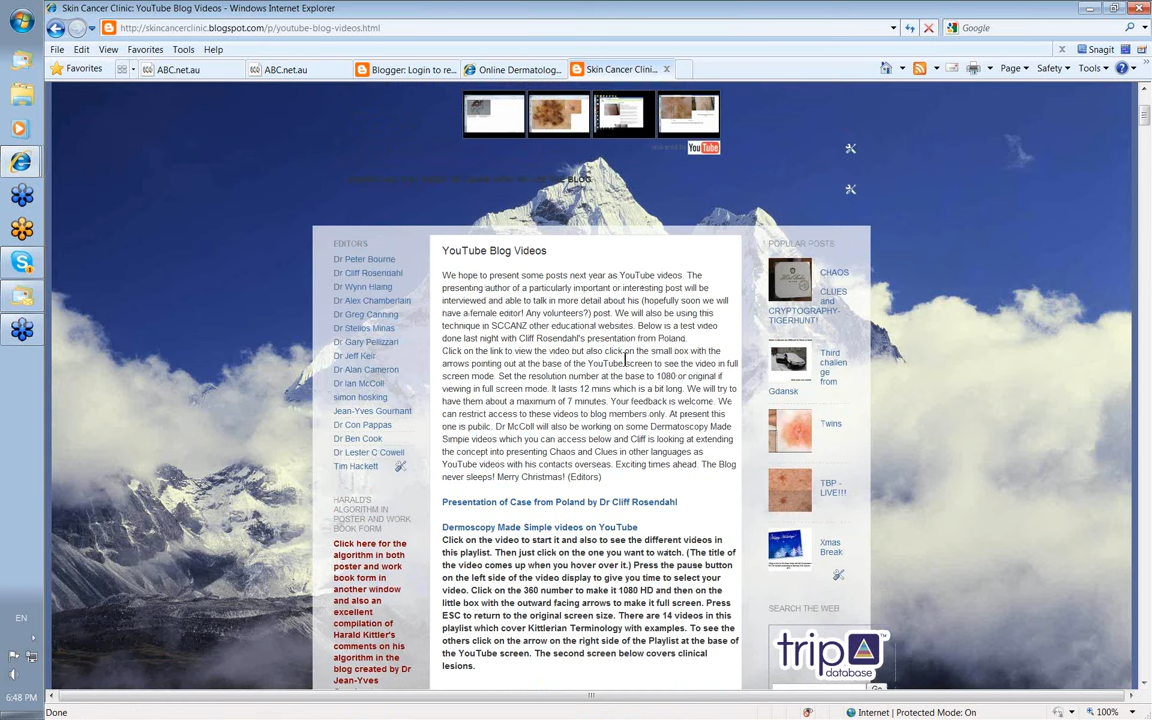 Skin Cancer Clinic: YouTube Blog Videos - Windows Internet Explorer
http://skincancerclinic.blogspot.com/p/youtube-blog-videos.html
Google
File Edit View Favorites Tools Help
x Snagit
Favorites
ABC.net.au
ABC.net.au
Blogger: Login to re...
Online Dermatolog...
Skin Cancer Clini...
Page Safety Tools
powered by YouTube
BLOG
EDITORS
Dr Peter Bourne
Dr Cliff Rosendahl
Dr Wynn Hlaing
Dr Alex Chamberlain
Dr Greg Canning
Dr Stelios Minas
Dr Gary Pellizzari
Dr Jeff Keir
Dr Alan Cameron
Dr Ian McColl
simon hosking
Jean-Yves Gourhant
Dr Con Pappas
Dr Ben Cook
Dr Lester C Cowell
Tim Hackett
HARALD'S
ALGORITHM IN
POSTER AND WORK
BOOK FORM
Click here for the
algorithm in both
poster and work
book form in
another window
and also an
excellent
compilation of
Harald Kittler's
comments on his
algorithm in the
blog created by Dr
Jean-Yves
YouTube Blog Videos
We hope to present some posts next year as YouTube videos. The
presenting author of a particularly important or interesting post will be
interviewed and able to talk in more detail about his (hopefully soon we will
have a female editor! Any volunteers?) post. We will also be using this
technique in SCCANZ other educational websites. Below is a test video
done last night with Cliff Rosendahl's presentation from Poland.
Click on the link to view the video but also click on the small box with the
arrows pointing out at the base of the YouTube screen to see the video in full
screen mode. Set the resolution number at the base to 1080 or original if
viewing in full screen mode. It lasts 12 mins which is a bit long. We will try to
have them about a maximum of 7 minutes. Your feedback is welcome. We
can restrict access to these videos to blog members only. At present this
one is public. Dr McColl will also be working on some Dermatoscopy Made
Simple videos which you can access below and Cliff is looking at extending
the concept into presenting Chaos and Clues in other languages as
YouTube videos with his contacts overseas. Exciting times ahead. The Blog
never sleeps! Merry Christmas! (Editors)
Presentation of Case from Poland by Dr Cliff Rosendahl
Dermoscopy Made Simple videos on YouTube
Click on the video to start it and also to see the different videos in
this playlist. Then just click on the one you want to watch. (The title of
the video comes up when you hover over it.) Press the pause button
on the left side of the video display to give you time to select your
video. Click on the 360 number to make it 1080 HD and then on the
little box with the outward facing arrows to make it full screen. Press
ESC to return to the original screen size. There are 14 videos in this
playlist which cover Kittlerian Terminology with examples. To see the
others click on the arrow on the right side of the Playlist at the base of
the YouTube screen. The second screen below covers clinical
lesions.
POPULAR POSTS
CHAOS
CLUES
and
CRYPTOGRAPHY-
TIGERHUNT!
Third
challen
ge
from
Gdansk
Twins
TBP -
LIVE!!!
Xmas
Break
SEARCH THE WEB
trip TM
DATABASE
Go
EN
6:48 PM
Done
Internet | Protected Mode: On
100%